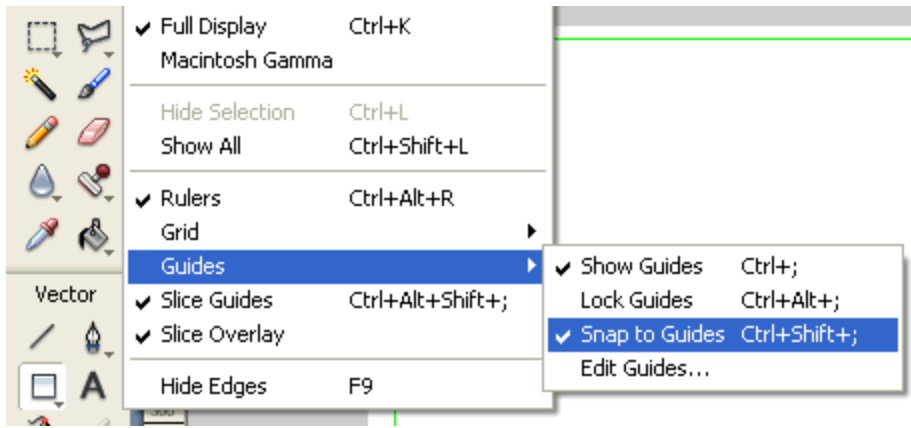 Full Display Ctrl+K
Macintosh Gamma
Hide Selection Ctrl+L
Show All Ctrl+Shift+L
Rulers Ctrl+Alt+R
Grid
Guides
Slice Guides Ctrl+Alt+Shift+;
Slice Overlay
Hide Edges F9
Show Guides Ctrl+;
Lock Guides Ctrl+Alt+;
Snap to Guides Ctrl+Shift+;
Edit Guides...
Vector
A